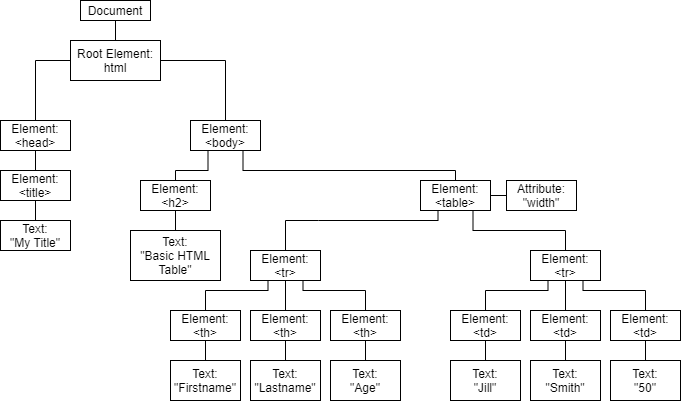 Document
Root Element:
html
Element:
<head>
Element:
<body>
Element:
<title>
Element:
<h2>
Element:
<table>
Attribute:
"width"
Text:
"My Title"
Text:
"Basic HTML
Table"
Element:
<tr>
Element:
<tr>
Element:
<th>
Element:
<th>
Element:
<th>
Element:
<td>
Element:
<td>
Element:
<td>
Text:
"Firstname"
Text:
"Lastname"
Text:
"Age"
Text:
"Jill"
Text:
"Smith"
Text:
"50"